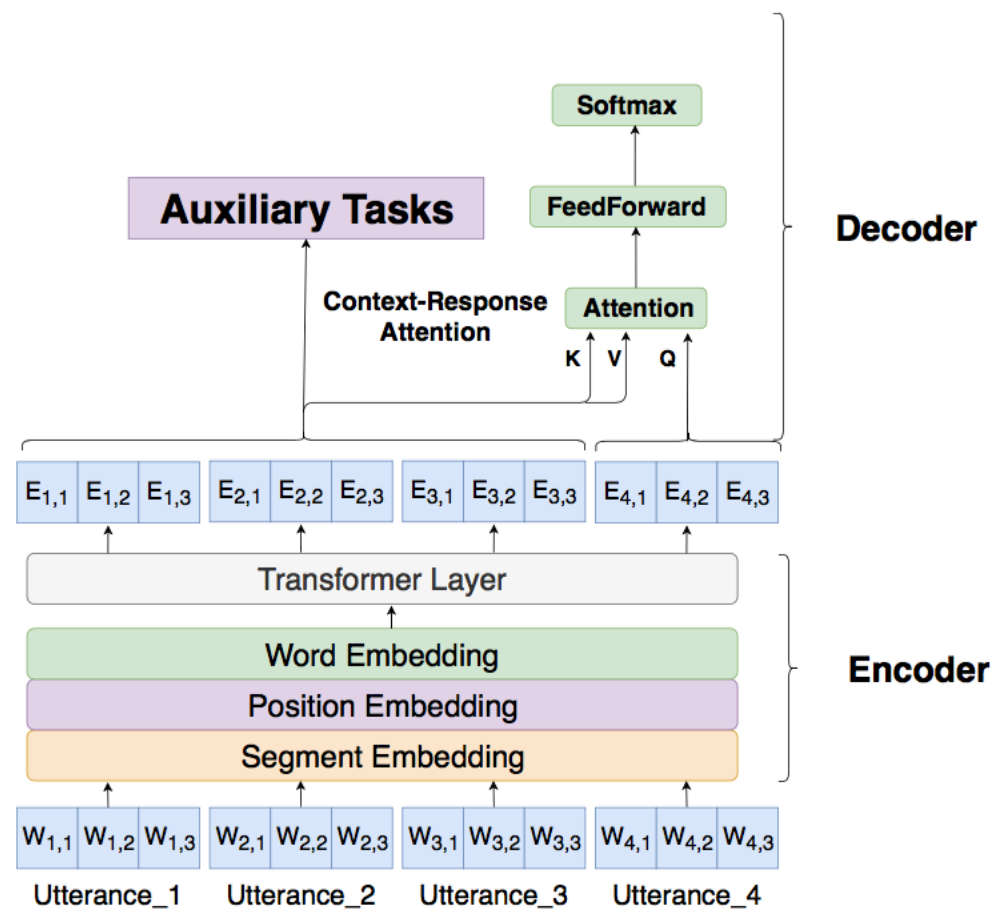 Softmax
Auxiliary Tasks
FeedForward
Decoder
Context-Response
Attention
Attention
K V Q
E1,1 E1,2 E1,3 E2,1 E2,2 E2,3 E3,1 E3,2 E3,3 E4,1 E4,2 E4,3
Transformer Layer
Word Embedding
Encoder
Position Embedding
Segment Embedding
W1,1 W1,2 W1,3 W2,1 W2,2 W2,3 W3,1 W3,2 W3,3 W4,1 W4,2 W4,3
Utterance_1 Utterance_2 Utterance_3 Utterance_4